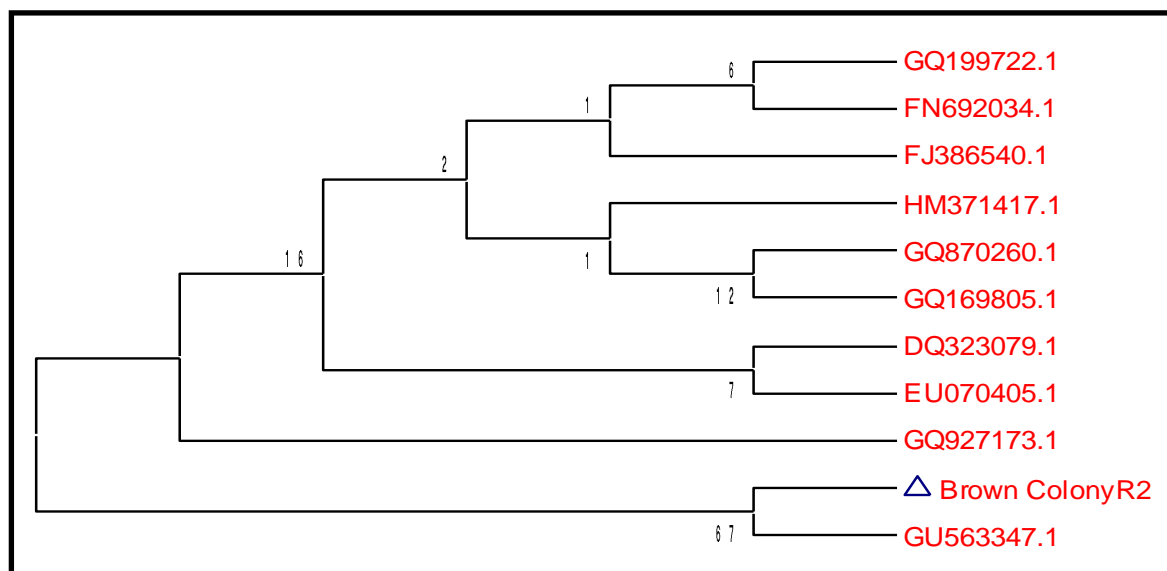 GQ199722.1
6
FN692034.1
1
FJ386540.1
2
HM371417.1
16
GQ870260.1
1
GQ169805.1
12
DQ323079.1
EU070405.1
7
GQ927173.1
Brown ColonyR2
GU563347.1
67